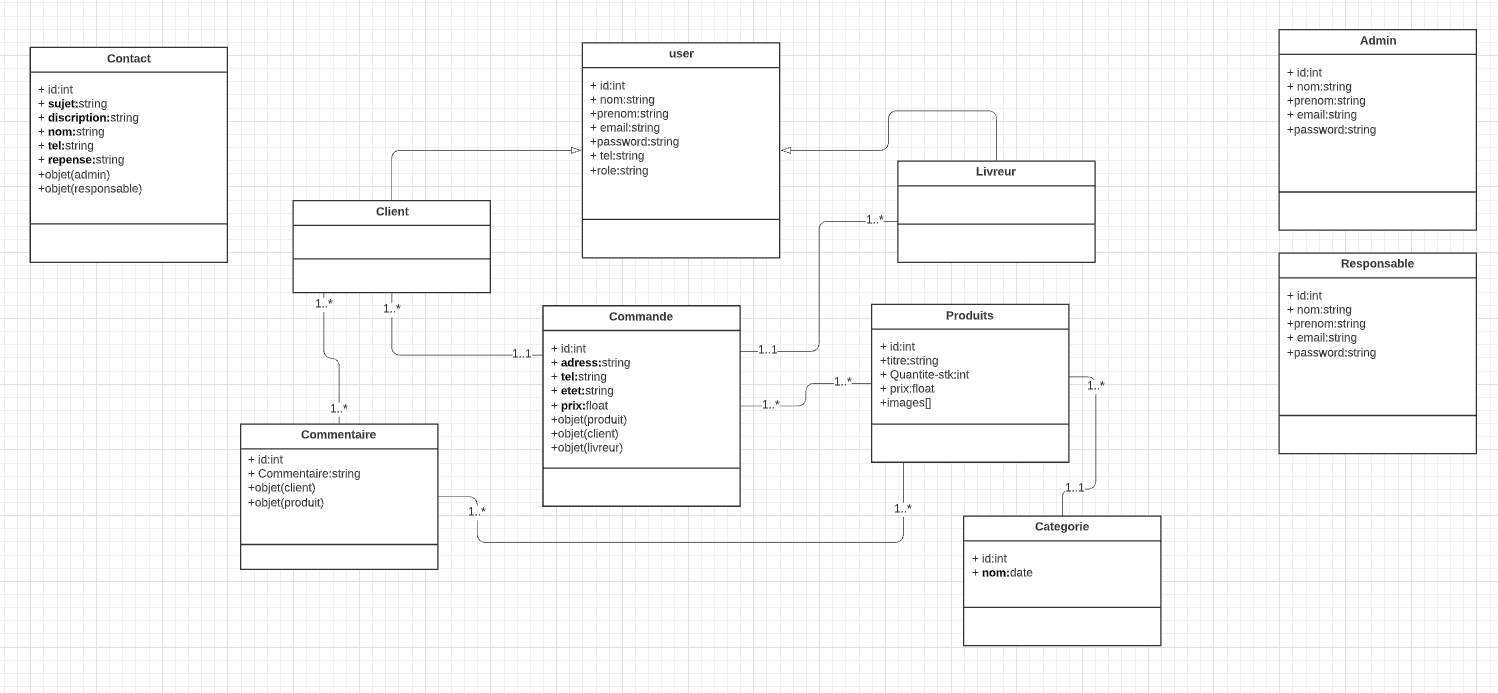 Contact
+ id:int
+ sujet:string
+ discription:string
+ nom:string
+ tel:string
+ repense:string
+objet(admin)
+objet(responsable)
user
+ id:int
+ nom:string
+prenom:string
+ email:string
+password:string
+ tel:string
+role:string
Admin
+ id:int
+ nom:string
+prenom:string
+ email:string
+password:string
Livreur
1..*
Client
1..*
1..*
1..1
Commande
+ id:int
+ adress:string
+ tel:string
+ etet:string
+ prix:float
+objet(produit)
+objet(client)
+objet(livreur)
1..1
1..*
1..*
Produits
+ id:int
+titre:string
+ Quantite-stk:int
+ prix:float
+images[]
1..*
1..1
Responsable
+ id:int
+ nom:string
+prenom:string
+ email:string
+password:string
1..*
Commentaire
+ id:int
+ Commentaire:string
+objet(client)
+objet(produit)
1..*
1..*
Categorie
+ id:int
+ nom:date